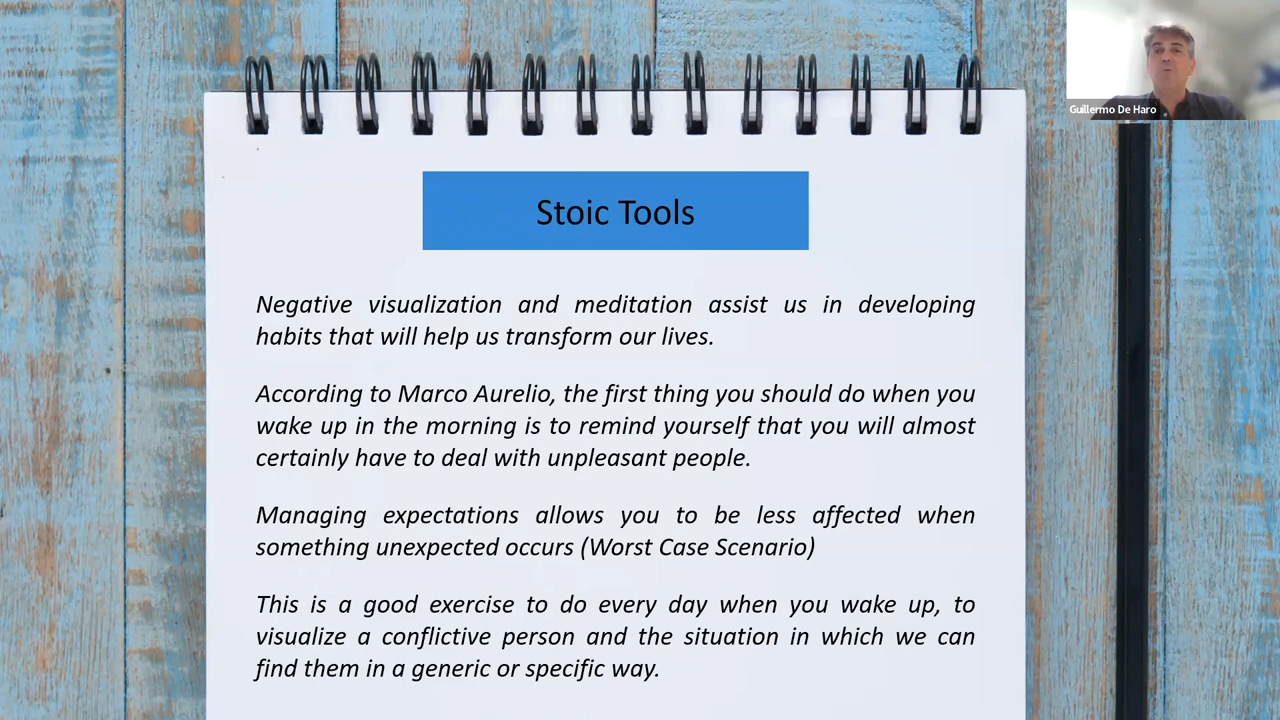 Guillermo De Haro
Stoic Tools
Negative visualization and meditation assist us in developing
habits that will help us transform our lives.
According to Marco Aurelio, the first thing you should do when you
wake up in the morning is to remind yourself that you will almost
certainly have to deal with unpleasant people.
Managing expectations allows you to be less affected when
something unexpected occurs (Worst Case Scenario)
This is a good exercise to do every day when you wake up, to
visualize a conflictive person and the situation in which we can
find them in a generic or specific way.